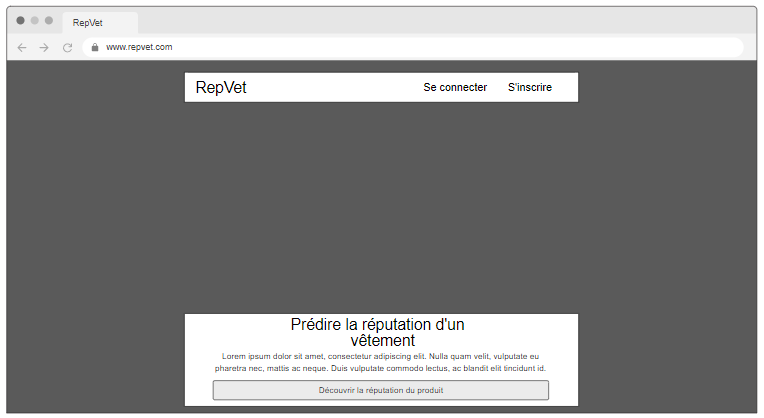 RepVet
www.repvet.com
RepVet Se connecter S'inscrire
Prédire la réputation d'un
vêtement
Lorem ipsum dolor sit amet, consectetur adipiscing elit. Nulla quam velit, vulputate eu
pharetra nec, mattis ac neque. Duis vulputate commodo lectus, ac blandit elit tincidunt id.
Découvrir la réputation du produit